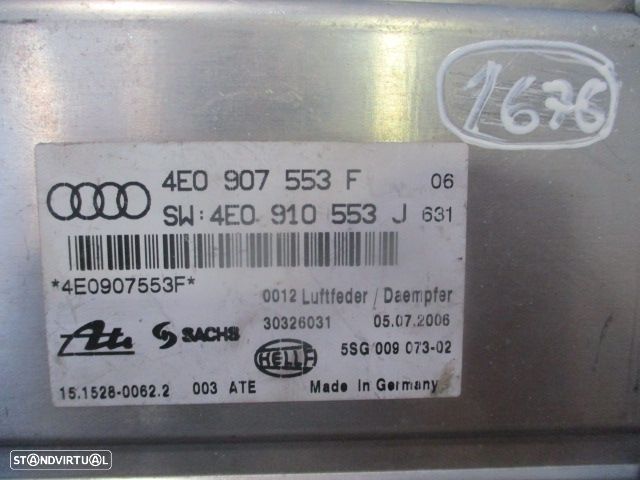 1676
4E0 907 553 F 06
SW: 4E0 910 553 J 631
*4E0907553F*
0012 Luftfeder / Daempfer
30326031 05.07.2006
Ate SACHS HELLA 5SG 009 073-02
15.1528-0062.2 003 ATE Made in Germany
STANDVIRTUAL